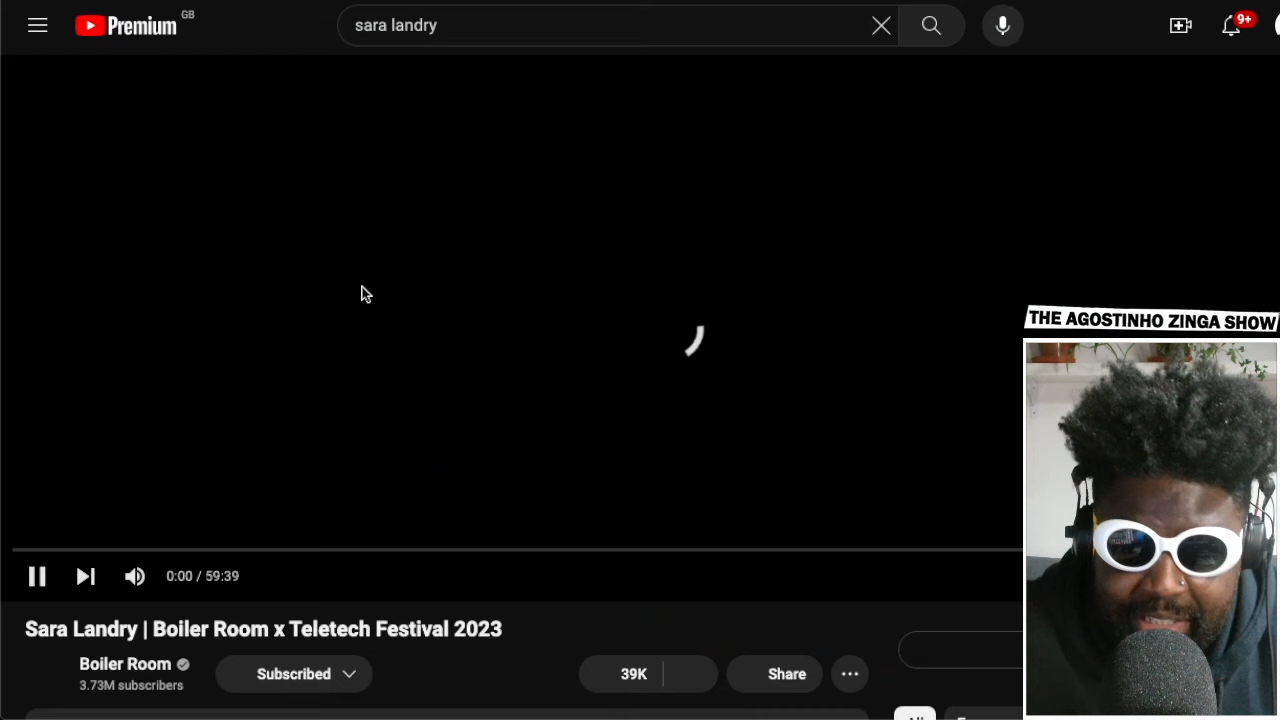 Premium GB
sara landry
9+
THE AGOSTINHO ZINGA SHOW
0:00 / 59:39
Sara Landry | Boiler Room x Teletech Festival 2023
Boiler Room
3.73M subscribers
Subscribed
39K
Share